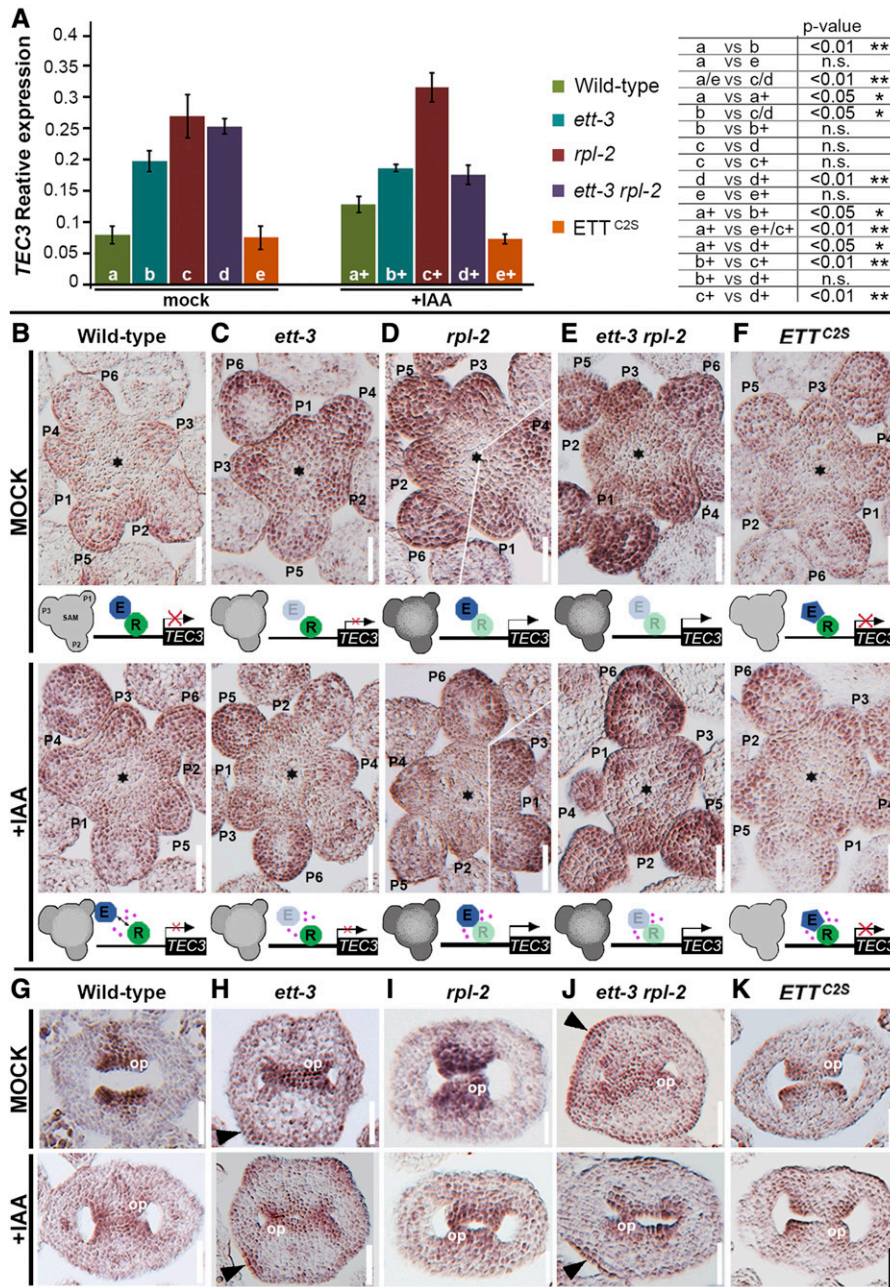 A
p-value
TEC3 Relative expression
0.4
0.35
0.3
0.25
0.2
0.15
0.1
0.05
0
a b c d e
a+ b+ c+ d+ e+
mock
+IAA
Wild-type
ett-3
rpl-2
ett-3 rpl-2
ETT C2S
a vs b <0.01 **
a vs e n.s.
a/e vs c/d <0.01 **
a vs a+ <0.05 *
b vs c/d <0.05 *
b vs b+ n.s.
c vs d n.s.
c vs c+ n.s.
d vs d+ <0.01 **
e vs e+ n.s.
a+ vs b+ <0.05 *
a+ vs e+/c+ <0.01 **
a+ vs d+ <0.05 *
b+ vs c+ <0.01 **
b+ vs d+ n.s.
c+ vs d+ <0.01 **
B Wild-type C ett-3 D rpl-2 E ett-3 rpl-2 F ETT C2S
MOCK
P6 P3 P4 P1 P2 P5
P6 P1 P4 P3 P2 P5
P5 P3 P4 P2 P6 P1
P3 P6 P2 P1 P4
P5 P3 P4 P2 P1 P6
P1 P3 SAM P2 E R TEC3
E R TEC3
E R TEC3
E R TEC3
E R TEC3
+IAA
P3 P6 P4 P2 P1 P5
P5 P2 P1 P4 P3 P6
P6 P3 P4 P1 P2 P5
P6 P1 P3 P4 P5 P2
P6 P3 P2 P4 P5 P1
E R TEC3
E R TEC3
E R TEC3
E R TEC3
E R TEC3
G Wild-type H ett-3 I rpl-2 J ett-3 rpl-2 K ETT C2S
MOCK
op op op op op
+IAA
op op op op op